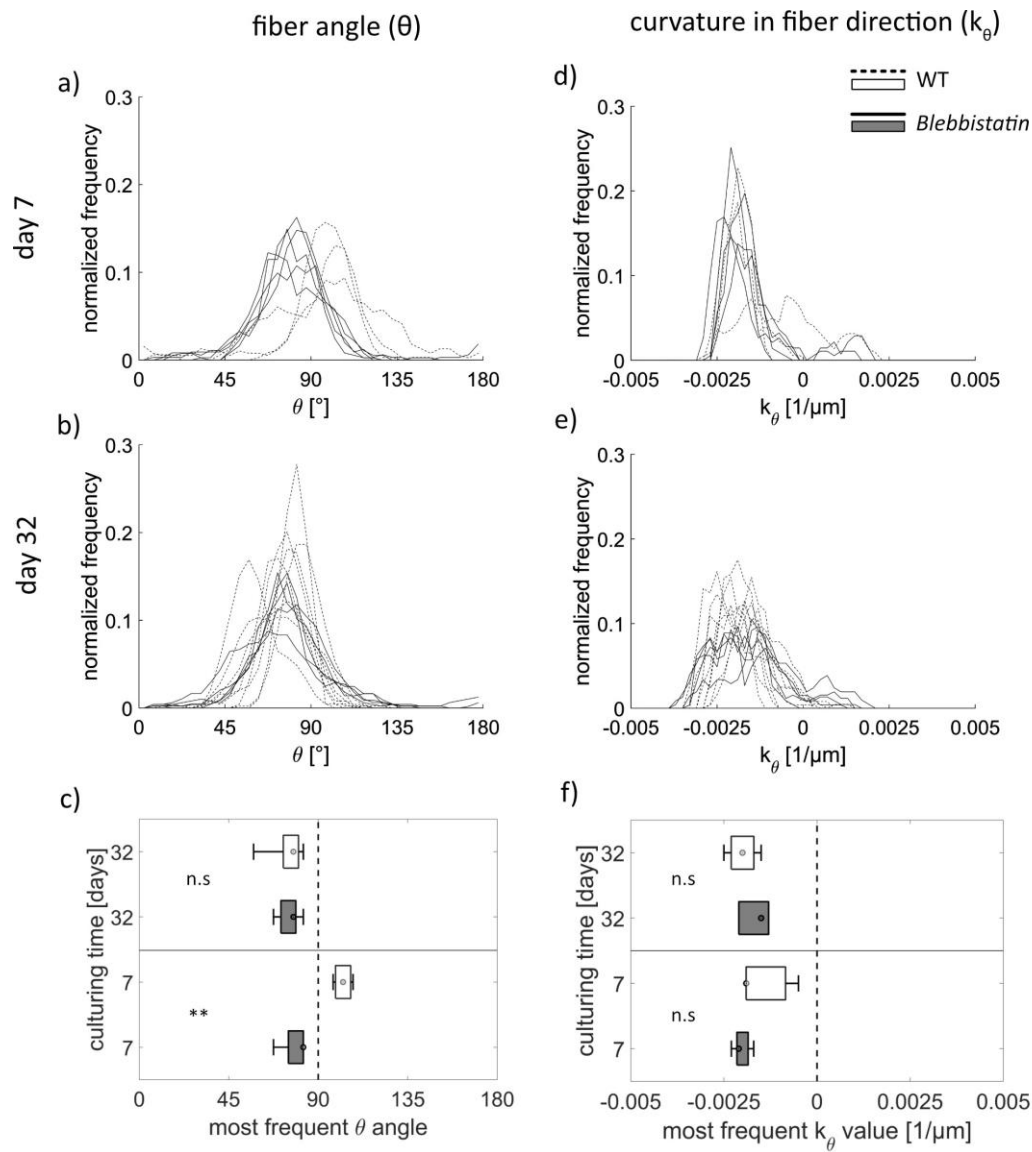 fiber angle (θ)
curvature in fiber direction (kθ)
WT
Blebbistatin
day 7
a)
normalized frequency
0.3
0.2
0.1
0
0 45 90 135 180
θ [°]
d)
normalized frequency
0.3
0.2
0.1
0
-0.005 -0.0025 0 0.0025 0.005
kθ [1/µm]
day 32
b)
normalized frequency
0.3
0.2
0.1
0
0 45 90 135 180
θ [°]
e)
normalized frequency
0.3
0.2
0.1
0
-0.005 -0.0025 0 0.0025 0.005
kθ [1/µm]
c)
culturing time [days]
32
n.s
32
7
**
7
0 45 90 135 180
most frequent θ angle
f)
culturing time [days]
32
n.s
32
7
n.s
7
-0.005 -0.0025 0 0.0025 0.005
most frequent kθ value [1/µm]